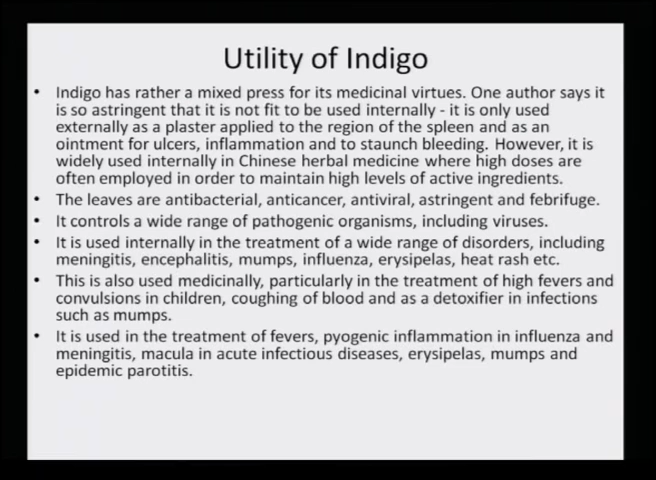 Utility of Indigo
• Indigo has rather a mixed press for its medicinal virtues. One author says it
is so astringent that it is not fit to be used internally - it is only used
externally as a plaster applied to the region of the spleen and as an
ointment for ulcers, inflammation and to staunch bleeding. However, it is
widely used internally in Chinese herbal medicine where high doses are
often employed in order to maintain high levels of active ingredients.
• The leaves are antibacterial, anticancer, antiviral, astringent and febrifuge.
• It controls a wide range of pathogenic organisms, including viruses.
• It is used internally in the treatment of a wide range of disorders, including
meningitis, encephalitis, mumps, influenza, erysipelas, heat rash etc.
• This is also used medicinally, particularly in the treatment of high fevers and
convulsions in children, coughing of blood and as a detoxifier in infections
such as mumps.
• It is used in the treatment of fevers, pyogenic inflammation in influenza and
meningitis, macula in acute infectious diseases, erysipelas, mumps and
epidemic parotitis.